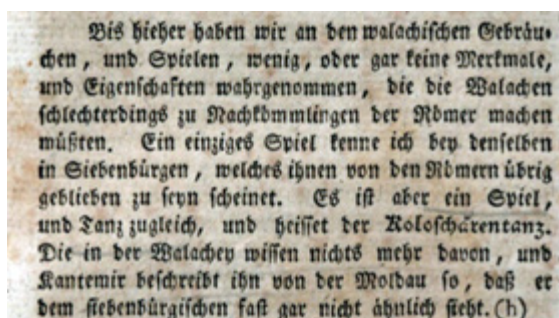 Bis hieher haben wir an den walachischen Gebräu-
chen, und Spielen, wenig, oder gar keine Merkmale,
und Eigenschaften wahrgenommen, die die Walachen
schlechterdings zu Nachkömmlingen der Römer machen
müßten. Ein einziges Spiel kenne ich bey denselben
in Siebenbürgen, welches ihnen von den Römern übrig
geblieben zu seyn scheinet. Es ist aber ein Spiel,
und Tanz zugleich, und heisset der Koloschärentanz.
Die in der Walachey wissen nichts mehr davon, und
Kantemir beschreibt ihn von der Moldau so, daß er
dem siebenbürgischen fast gar nicht ähnlich sieht. (h)